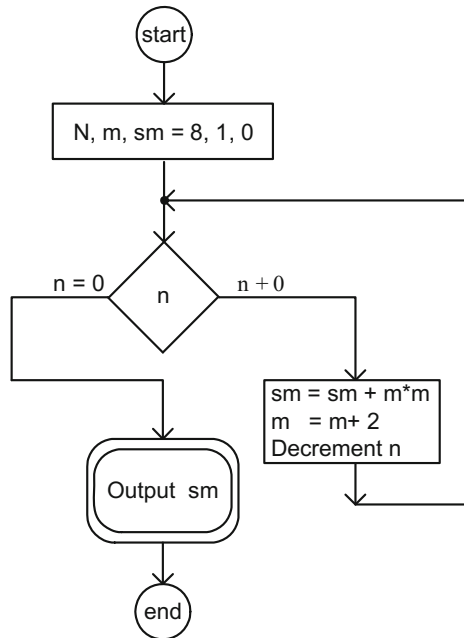 start
N, m, sm = 8, 1, 0
n = 0
n
n + 0
sm = sm + m*m
m = m+ 2
Decrement n
Output sm
end